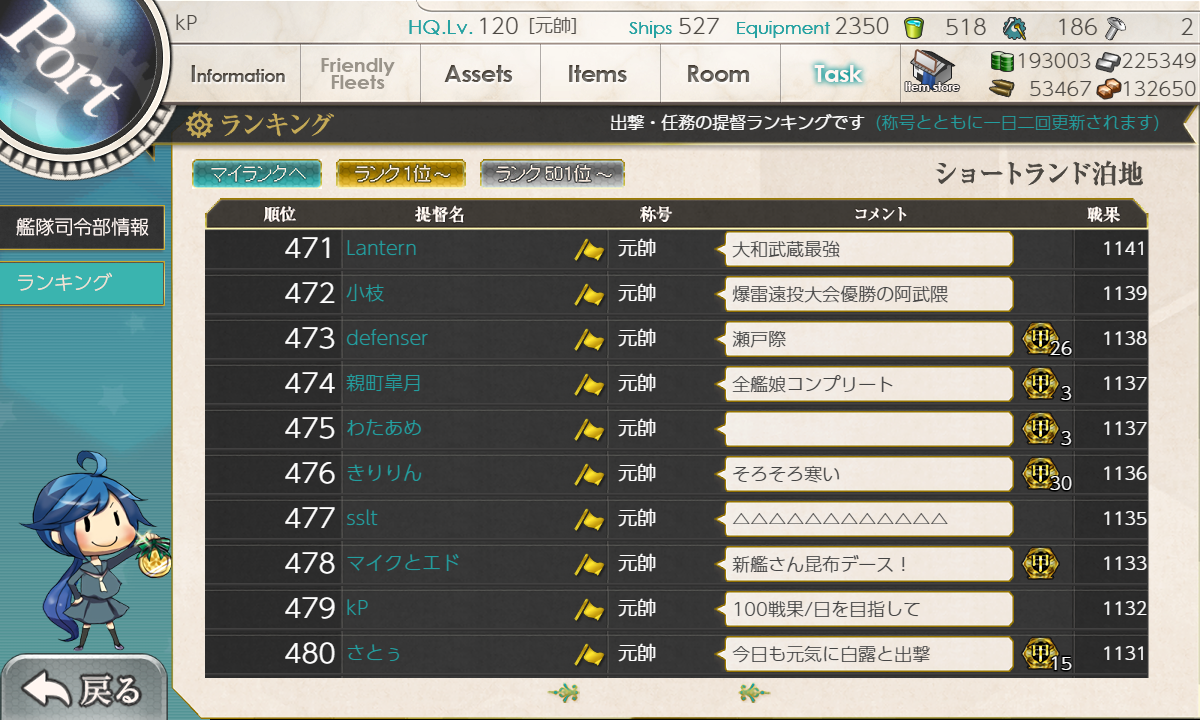 Port
kP
HQ.Lv. 120 [元帥] Ships 527 Equipment 2350 518 186 2
Information
Friendly
Fleets
Assets
Items
Room
Task
Item store
193003 225349
53467 132650
ランキング
出撃・任務の提督ランキングです (称号とともに一日二回更新されます)
マイランクへ ランク1位～ ランク501位～ ショートランド泊地
艦隊司令部情報
ランキング
順位 提督名 称号 コメント 戦果
471 Lantern 元帥 大和武蔵最強 1141
472 小枝 元帥 爆雷遠投大会優勝の阿武隈 1139
473 defenser 元帥 瀬戸際 甲26 1138
474 親町皐月 元帥 全艦娘コンプリート 甲3 1137
475 わたあめ 元帥 甲3 1137
476 きりりん 元帥 そろそろ寒い 甲30 1136
477 sslt 元帥 △△△△△△△△△△△△ 1135
478 マイクとエド 元帥 新艦さん昆布デース！ 甲 1133
479 kP 元帥 100戦果/日を目指して 1132
480 さとぅ 元帥 今日も元気に白露と出撃 甲15 1131
戻る